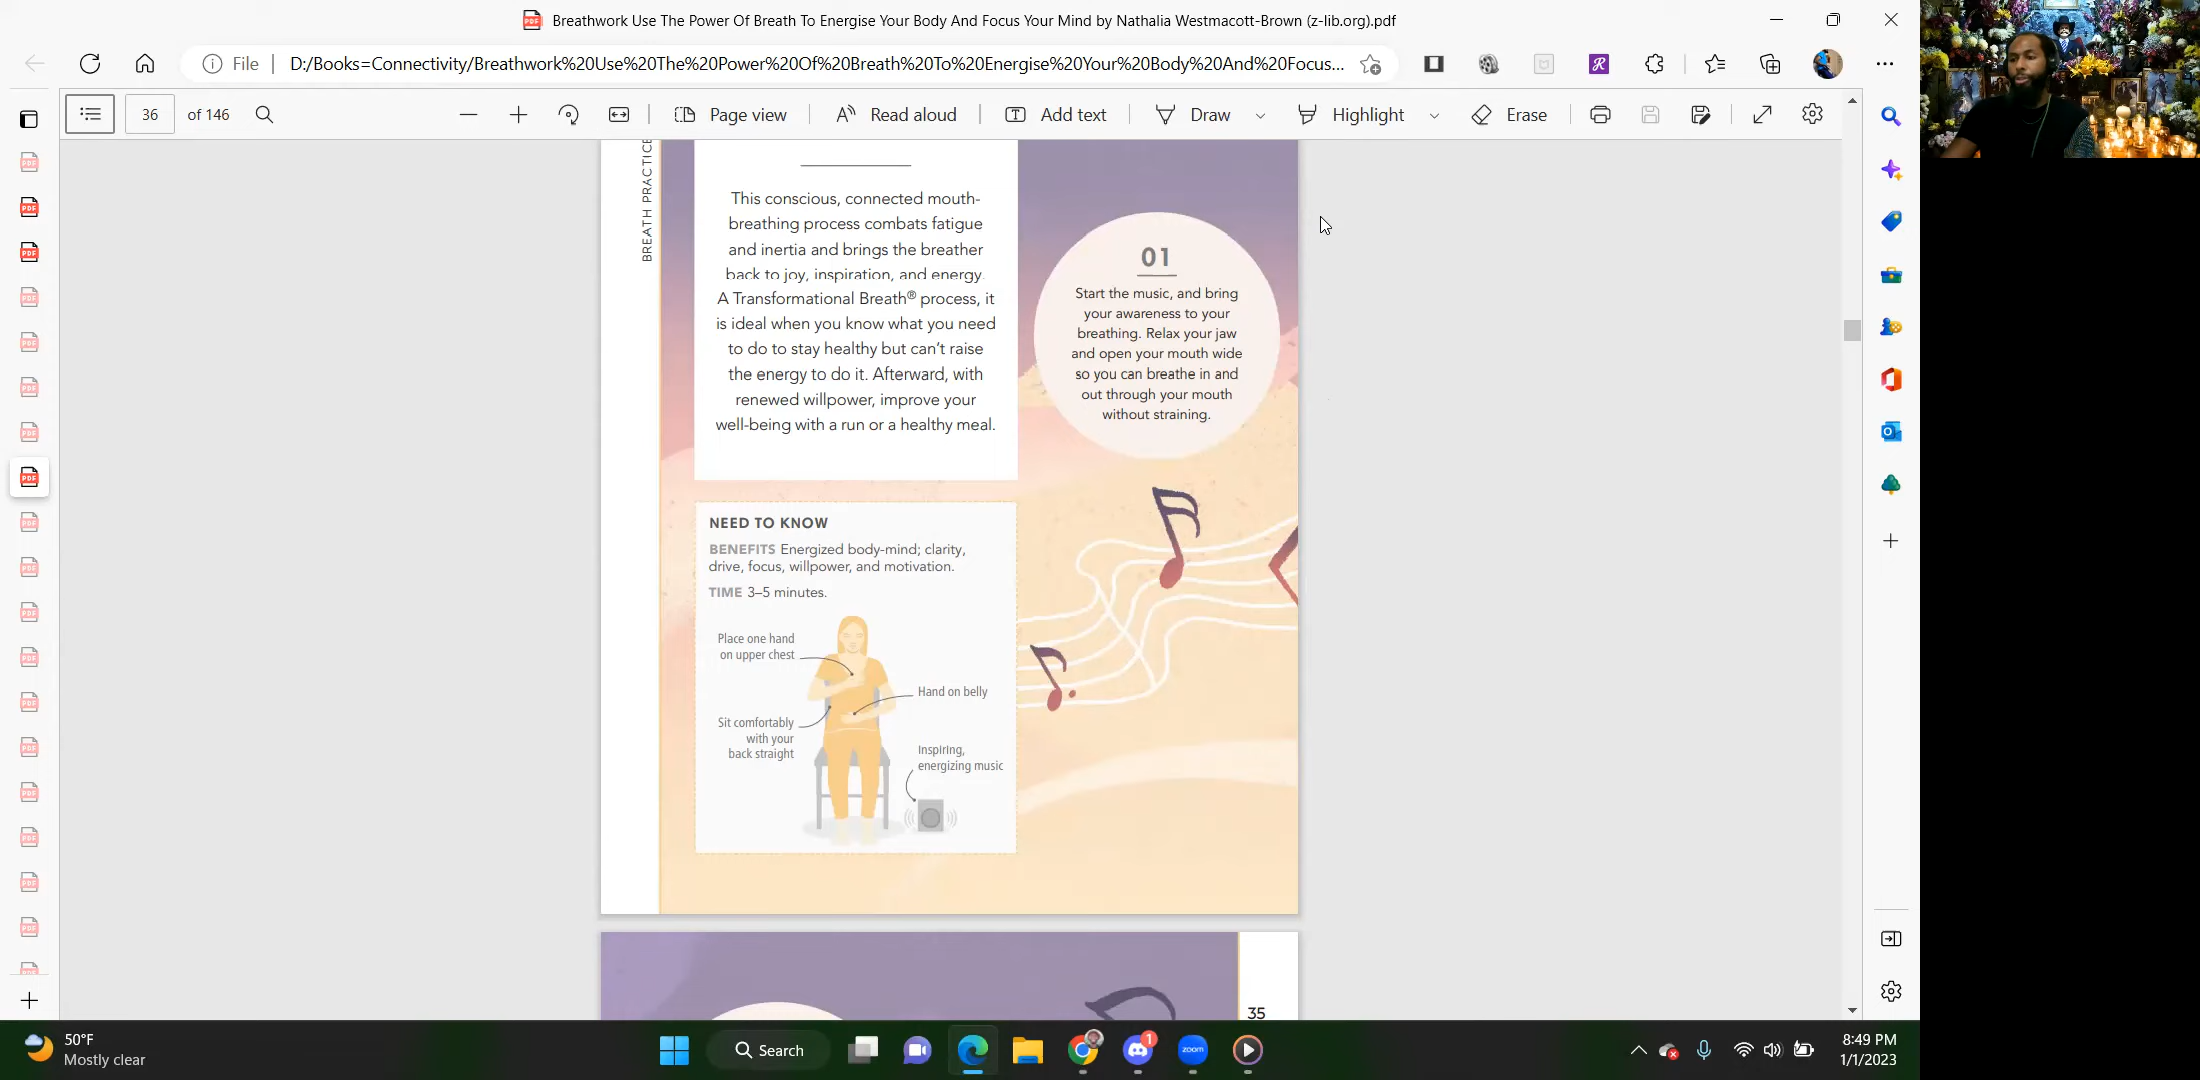 Breathwork Use The Power Of Breath To Energise Your Body And Focus Your Mind by Nathalia Westmacott-Brown (z-lib.org).pdf
File
D:/Books=Connectivity/Breathwork%20Use%20The%20Power%20Of%20Breath%20To%20Energise%20Your%20Body%20And%20Focus...
36 of 146
Page view
Read aloud
Add text
Draw
Highlight
Erase
BREATH PRACTICE
This conscious, connected mouth-
breathing process combats fatigue
and inertia and brings the breather
back to joy, inspiration, and energy.
A Transformational Breath® process, it
is ideal when you know what you need
to do to stay healthy but can't raise
the energy to do it. Afterward, with
renewed willpower, improve your
well-being with a run or a healthy meal.
01
Start the music, and bring
your awareness to your
breathing. Relax your jaw
and open your mouth wide
so you can breathe in and
out through your mouth
without straining.
NEED TO KNOW
BENEFITS Energized body-mind; clarity,
drive, focus, willpower, and motivation.
TIME 3–5 minutes.
Place one hand
on upper chest
Hand on belly
Sit comfortably
with your
back straight
Inspiring,
energizing music
35
50°F
Mostly clear
Search
1
zoom
8:49 PM
1/1/2023